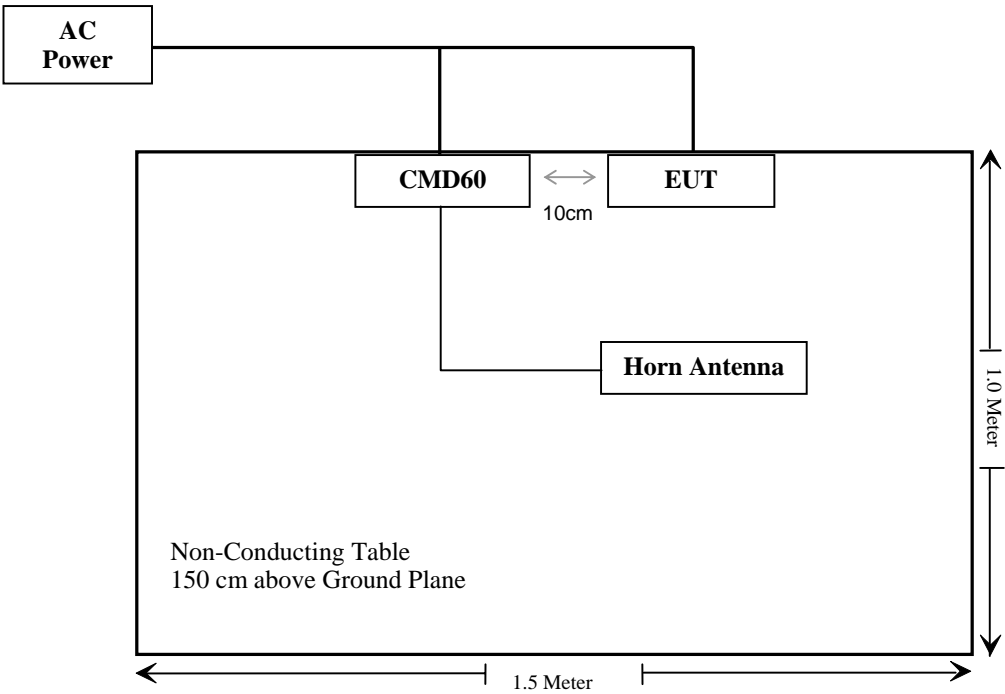 AC
Power
CMD60
EUT
10cm
Horn Antenna
1.0 Meter
Non-Conducting Table
150 cm above Ground Plane
1.5 Meter